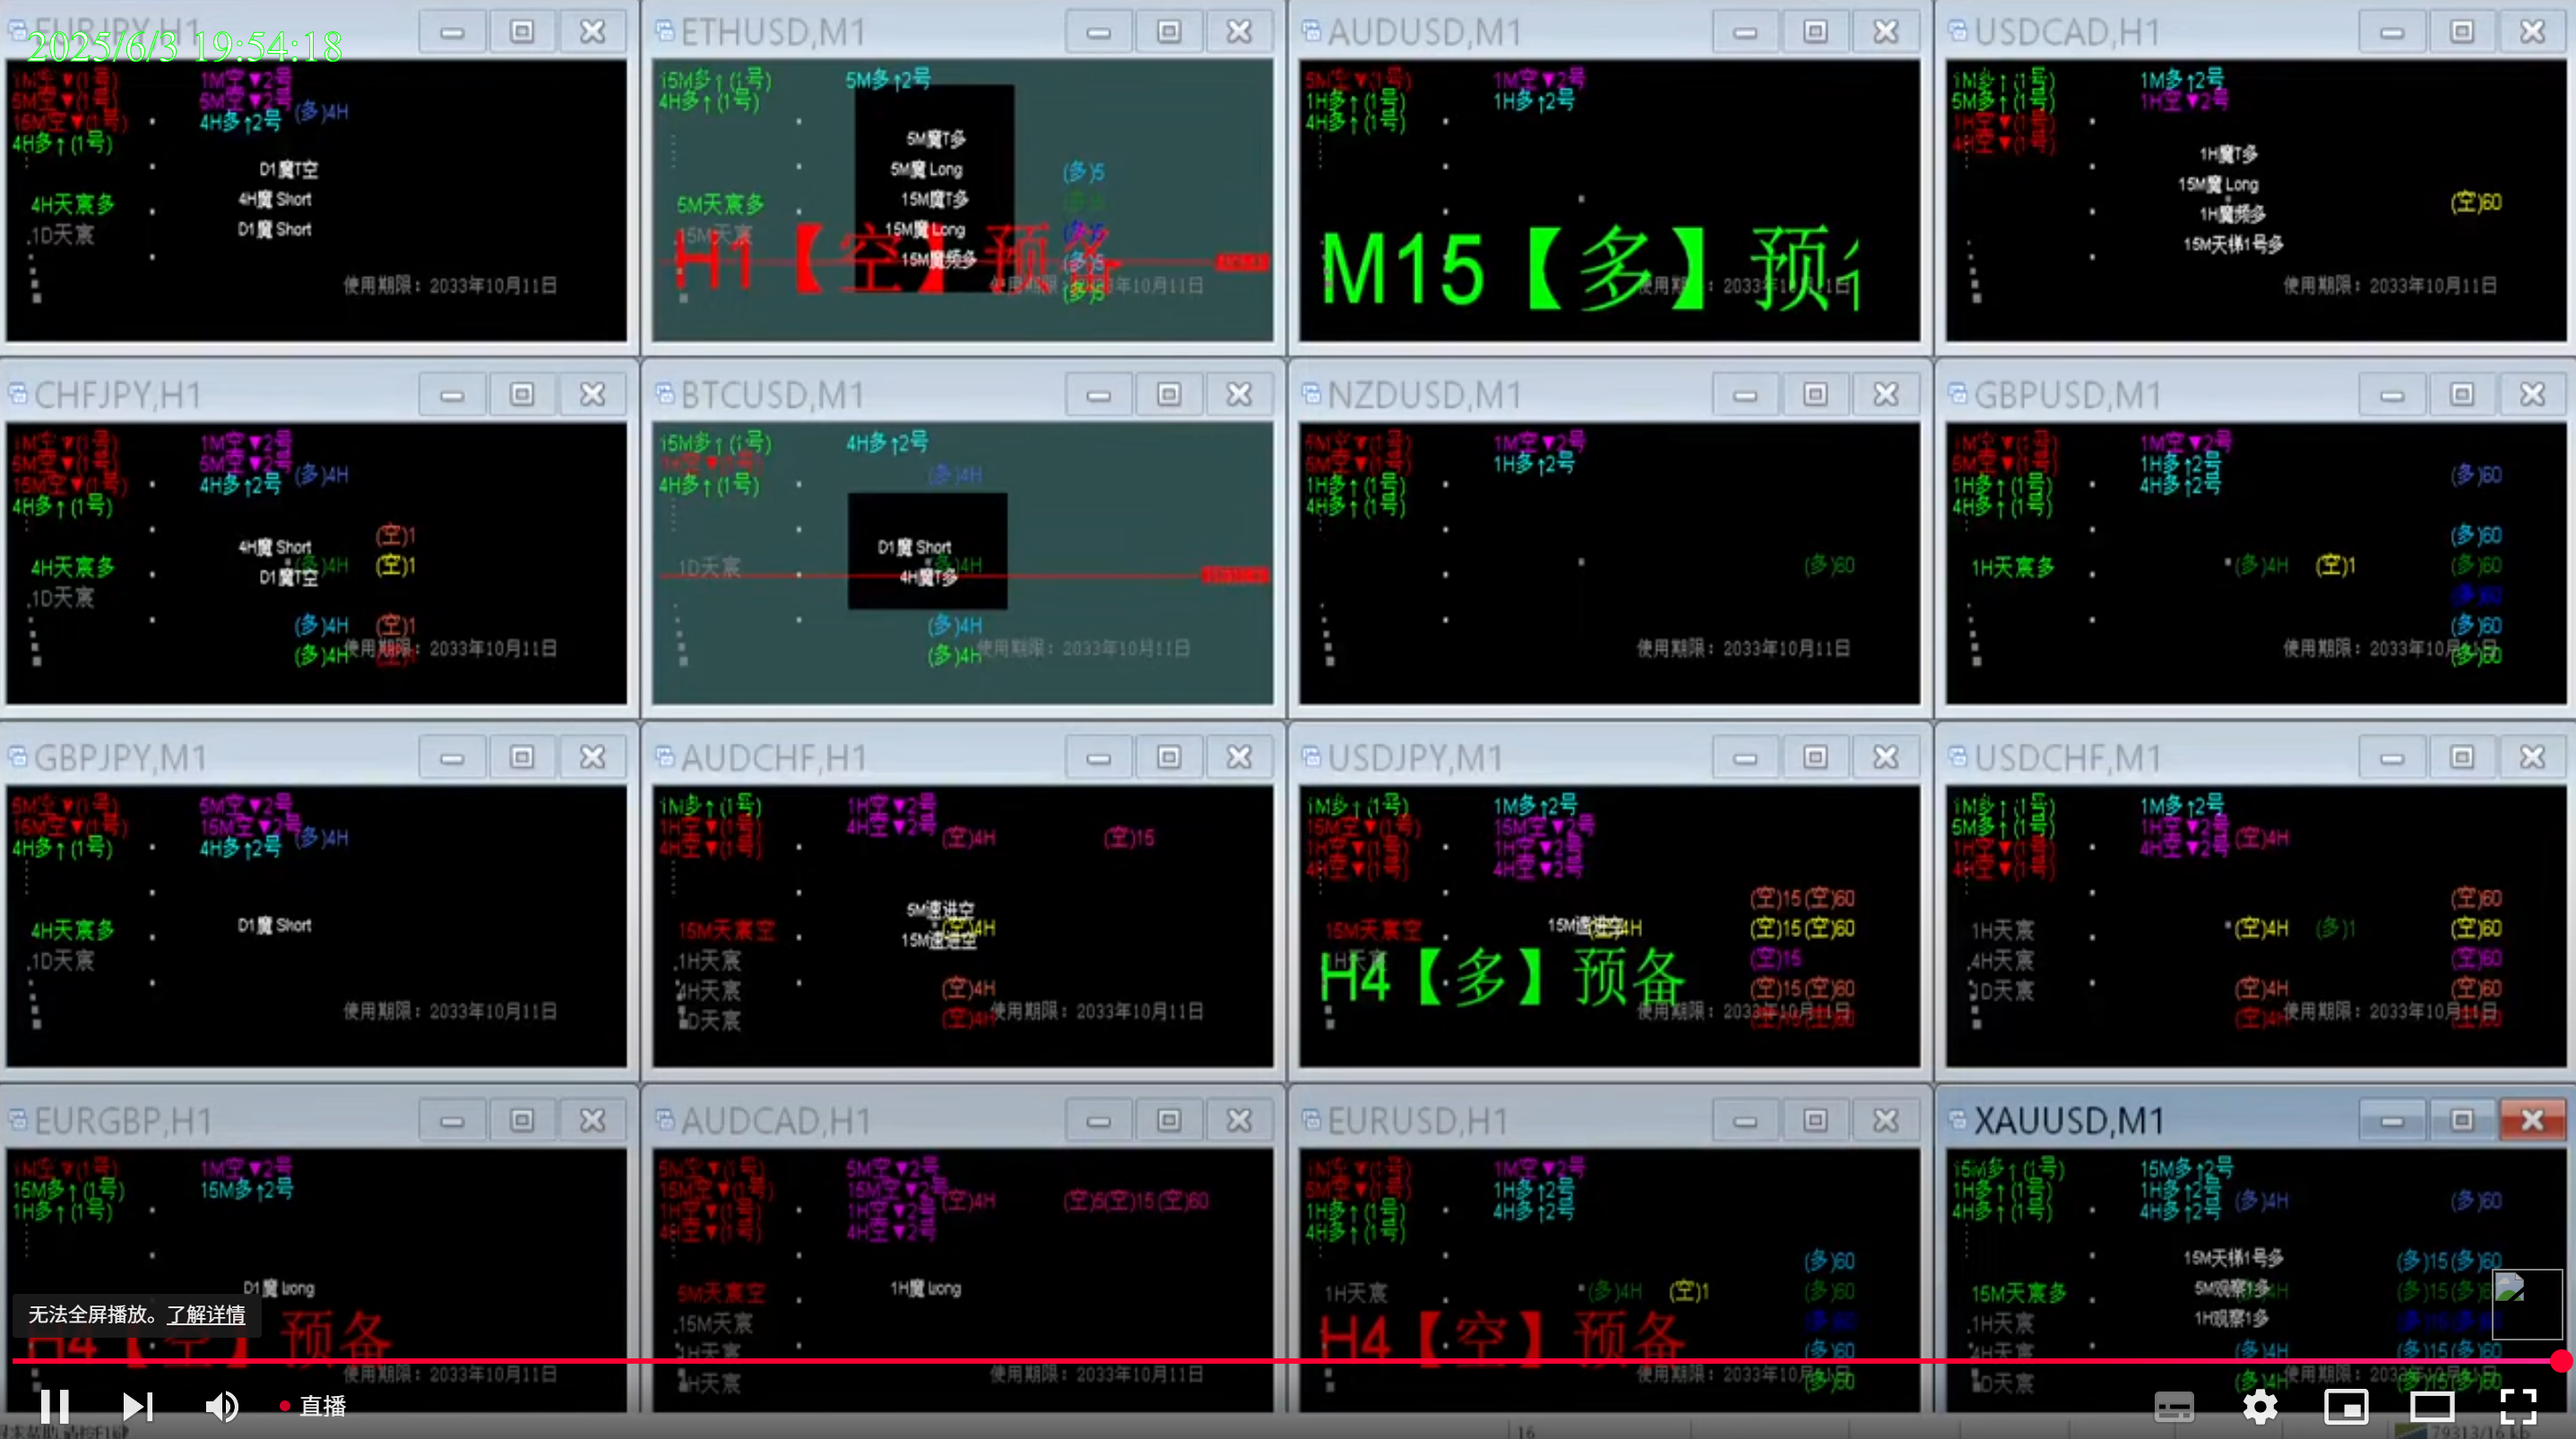 2025/6/3 19:54:18
EURJPY,H1
1M空▼(1号)
5M空▼(1号)
15M空▼(1号)
4H多↑(1号)
1M空▼2号
5M空▼2号
4H多↑2号
(多)4H
D1魔T空
4H魔 Short
D1魔 Short
4H天宸多
.1D天宸
使用期限：2033年10月11日
ETHUSD,M1
15M多↑(1号)
4H多↑(1号)
5M多↑2号
5M魔T多
5M魔 Long
15M魔T多
15M魔 Long
15M魔频多
5M天宸多
.15M天宸
(多)5
(多)5
(多)5
(多)5
H1【空】预备
使用期限：2033年10月11日
AUDUSD,M1
5M空▼(1号)
1H多↑(1号)
4H多↑(1号)
1M空▼2号
1H多↑2号
M15【多】预
使用期限：2033年10月11日
USDCAD,H1
1M多↑(1号)
5M多↑(1号)
1H空▼(1号)
4H空▼(1号)
1M多↑2号
1H空▼2号
1H魔T多
15M魔 Long
1H魔频多
15M天梯1号多
(空)60
使用期限：2033年10月11日
CHFJPY,H1
1M空▼(1号)
5M空▼(1号)
15M空▼(1号)
4H多↑(1号)
1M空▼2号
5M空▼2号
4H多↑2号
(多)4H
4H魔 Short
D1魔T空
(多)4H
(空)1
(空)1
4H天宸多
.1D天宸
(多)4H
(空)1
(多)4H
使用期限：2033年10月11日
BTCUSD,M1
15M多↑(1号)
1H空▼(1号)
4H多↑(1号)
4H多↑2号
(多)4H
D1魔 Short
(多)4H
4H魔T多
1D天宸
(多)4H
(多)4H
使用期限：2033年10月11日
NZDUSD,M1
1M空▼(1号)
5M空▼(1号)
1H多↑(1号)
4H多↑(1号)
1M空▼2号
1H多↑2号
(多)60
使用期限：2033年10月11日
GBPUSD,M1
1M空▼(1号)
5M空▼(1号)
1H多↑(1号)
4H多↑(1号)
1M空▼2号
1H多↑2号
4H多↑2号
(多)60
(多)60
1H天宸多
(多)4H
(空)1
(多)60
(多)60
(多)60
(多)60
使用期限：2033年10月11日
GBPJPY,M1
5M空▼(1号)
15M空▼(1号)
4H多↑(1号)
5M空▼2号
15M空▼2号
4H多↑2号
(多)4H
D1魔 Short
4H天宸多
.1D天宸
使用期限：2033年10月11日
AUDCHF,H1
1M多↑(1号)
1H空▼(1号)
4H空▼(1号)
1H空▼2号
4H空▼2号
(空)4H
(空)15
5M速进空
(空)4H
15M速进空
15M天宸空
.1H天宸
4H天宸
D天宸
(空)4H
(空)4H
使用期限：2033年10月11日
USDJPY,M1
1M多↑(1号)
15M空▼(1号)
1H空▼(1号)
4H空▼(1号)
1M多↑2号
15M空▼2号
1H空▼2号
4H空▼2号
(空)15 (空)60
15M速进空
4H
(空)15 (空)60
15M天宸空
1H天宸
(空)15
H4【多】预备
(空)15 (空)60
(空)15 (空)60
使用期限：2033年10月11日
USDCHF,M1
1M多↑(1号)
5M多↑(1号)
1H空▼(1号)
4H空▼(1号)
1M多↑2号
1H空▼2号
4H空▼2号
(空)4H
(空)60
1H天宸
(空)4H
(多)1
(空)60
.4H天宸
(空)60
1D天宸
(空)4H
(空)60
(空)4H
(空)60
使用期限：2033年10月11日
EURGBP,H1
1M空▼(1号)
15M多↑(1号)
1H多↑(1号)
1M空▼2号
15M多↑2号
D1魔 Long
H4【空】预备
使用期限：2033年10月11日
AUDCAD,H1
5M空▼(1号)
15M空▼(1号)
1H空▼(1号)
4H空▼(1号)
5M空▼2号
15M空▼2号
1H空▼2号
4H空▼2号
(空)4H
(空)5(空)15 (空)60
1H魔 Long
5M天宸空
.15M天宸
1H天宸
H天宸
使用期限：2033年10月11日
EURUSD,H1
1M空▼(1号)
5M空▼(1号)
1H多↑(1号)
4H多↑(1号)
1M空▼2号
1H多↑2号
4H多↑2号
(多)60
1H天宸
(多)4H
(空)1
(多)60
H4【空】预备
(多)60
(多)60
使用期限：2033年10月11日
XAUUSD,M1
15M多↑(1号)
1H多↑(1号)
4H多↑(1号)
15M多↑2号
1H多↑2号
4H多↑2号
(多)4H
(多)60
15M天梯1号多
(多)15 (多)60
5M观察1多
1H观察1多
15M天宸多
.1H天宸
4H天宸
D天宸
(多)4H
(多)15 (多)60
(多)4H
使用期限：2033年10月11日
无法全屏播放。了解详情
直播
16
79313/16 kb